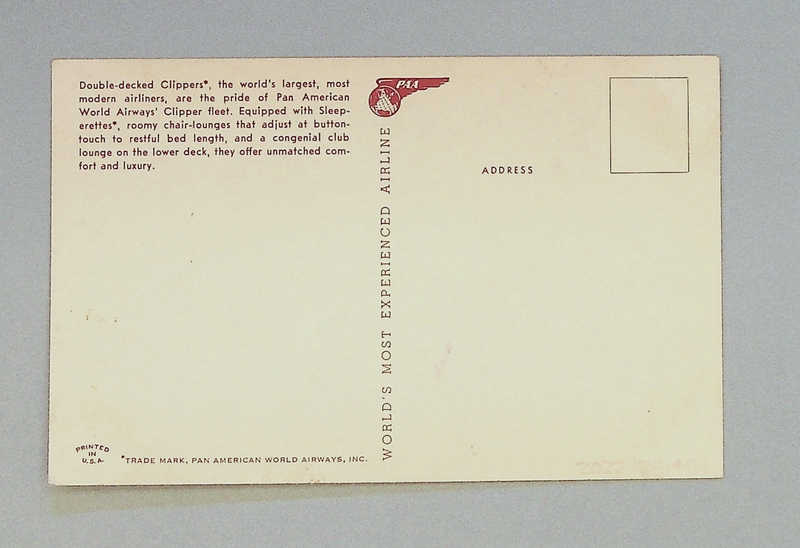 Double-decked Clippers*, the world's largest, most
modern airliners, are the pride of Pan American
World Airways' Clipper fleet. Equipped with Sleep-
erettes*, roomy chair-lounges that adjust at button-
touch to restful bed length, and a congenial club
lounge on the lower deck, they offer unmatched com-
fort and luxury.
PAA
WORLD'S MOST EXPERIENCED AIRLINE
ADDRESS
PRINTED
IN
U.S.A.
*TRADE MARK, PAN AMERICAN WORLD AIRWAYS, INC.